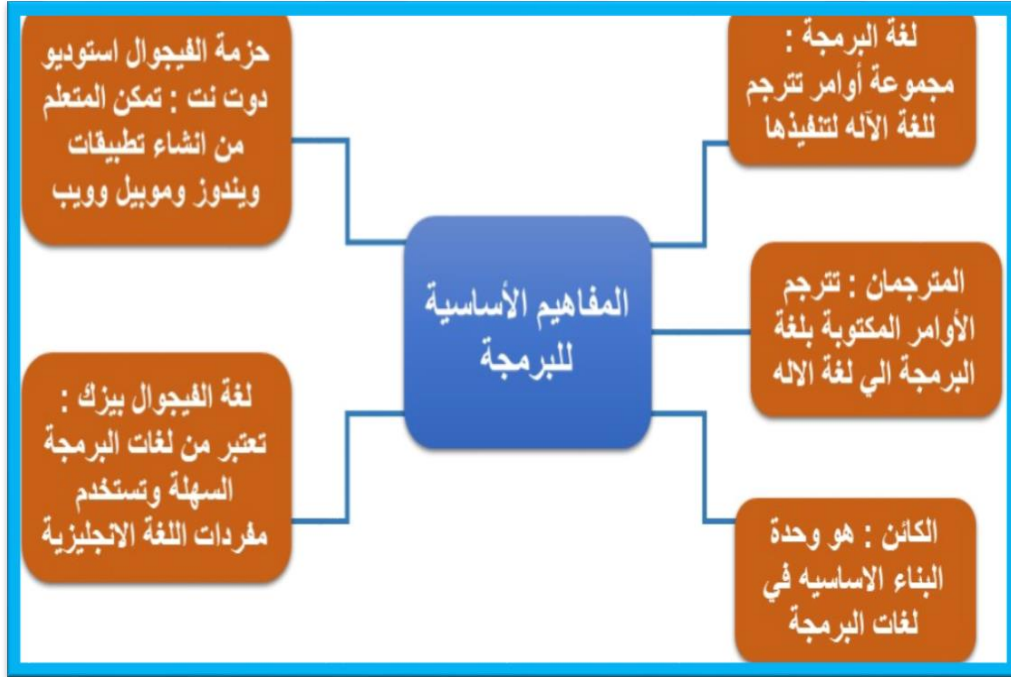 لغة البرمجة :
مجموعة أوامر تترجم
للغة الآله لتنفيذها
المترجمان : تترجم
الأوامر المكتوبة بلغة
البرمجة الي لغة الاله
الكائن : هو وحدة
البناء الاساسيه في
لغات البرمجة
المفاهيم الأساسية
للبرمجة
حزمة الفيجوال استوديو
دوت نت : تمكن المتعلم
من انشاء تطبيقات
ويندوز وموبيل وويب
لغة الفيجوال بيزك :
تعتبر من لغات البرمجة
السهلة وتستخدم
مفردات اللغة الانجليزية